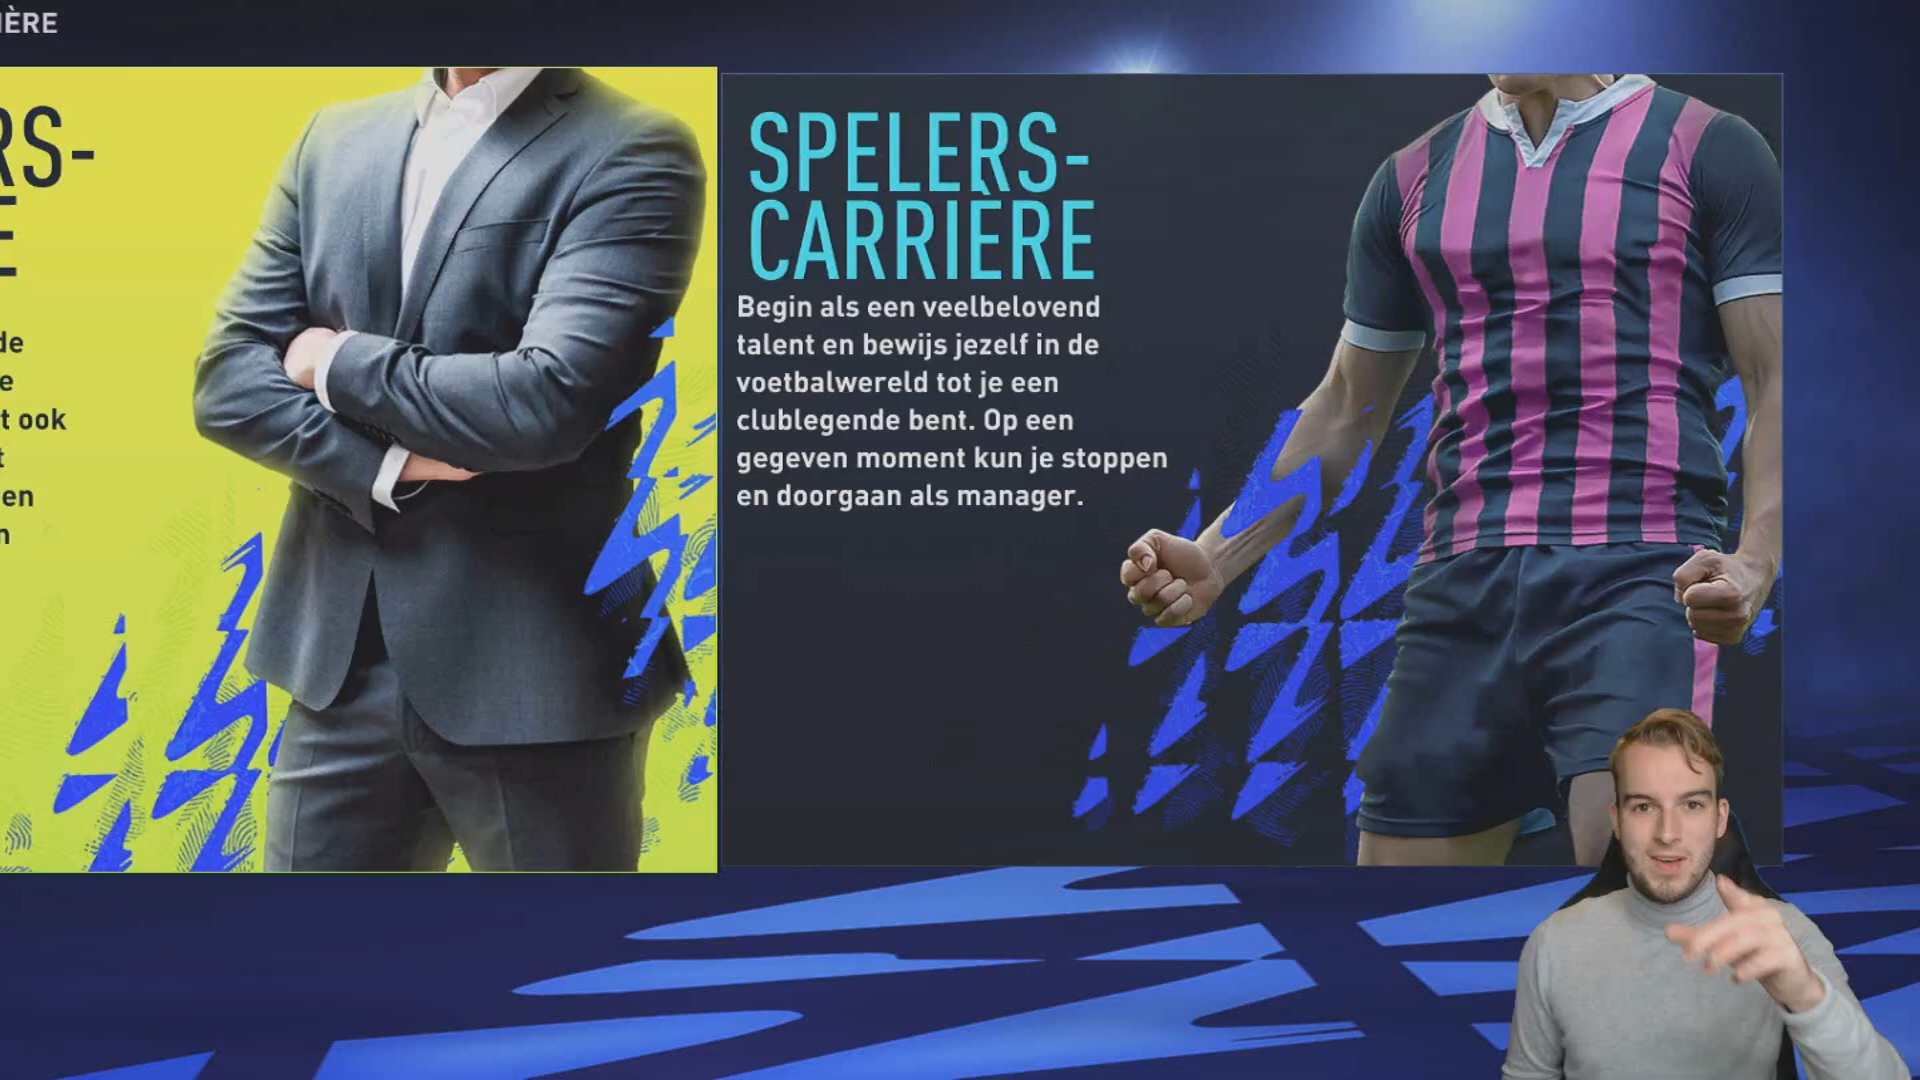 IÈRE
RS-
E
de
e
t ook
t
en
n
SPELERS-
CARRIÈRE
Begin als een veelbelovend
talent en bewijs jezelf in de
voetbalwereld tot je een
clublegende bent. Op een
gegeven moment kun je stoppen
en doorgaan als manager.